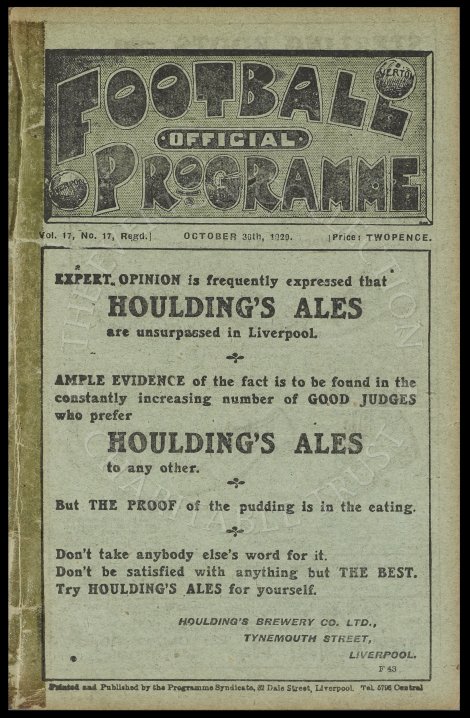 EVERTON
FOOTBALL
OFFICIAL
PROGRAMME
Vol. 17, No. 17, Regd.] OCTOBER 30th, 1920. [Price: TWOPENCE.
EXPERT OPINION is frequently expressed that
HOULDING'S ALES
are unsurpassed in Liverpool.
AMPLE EVIDENCE of the fact is to be found in the
constantly increasing number of GOOD JUDGES
who prefer
HOULDING'S ALES
to any other.
But THE PROOF of the pudding is in the eating.
Don't take anybody else's word for it.
Don't be satisfied with anything but THE BEST.
Try HOULDING'S ALES for yourself.
HOULDING'S BREWERY CO. LTD.,
TYNEMOUTH STREET,
LIVERPOOL.
F 43
Printed and Published by the Programme Syndicate, 32 Dale Street, Liverpool. Tel. 5796 Central
CHARITABLE TRUST